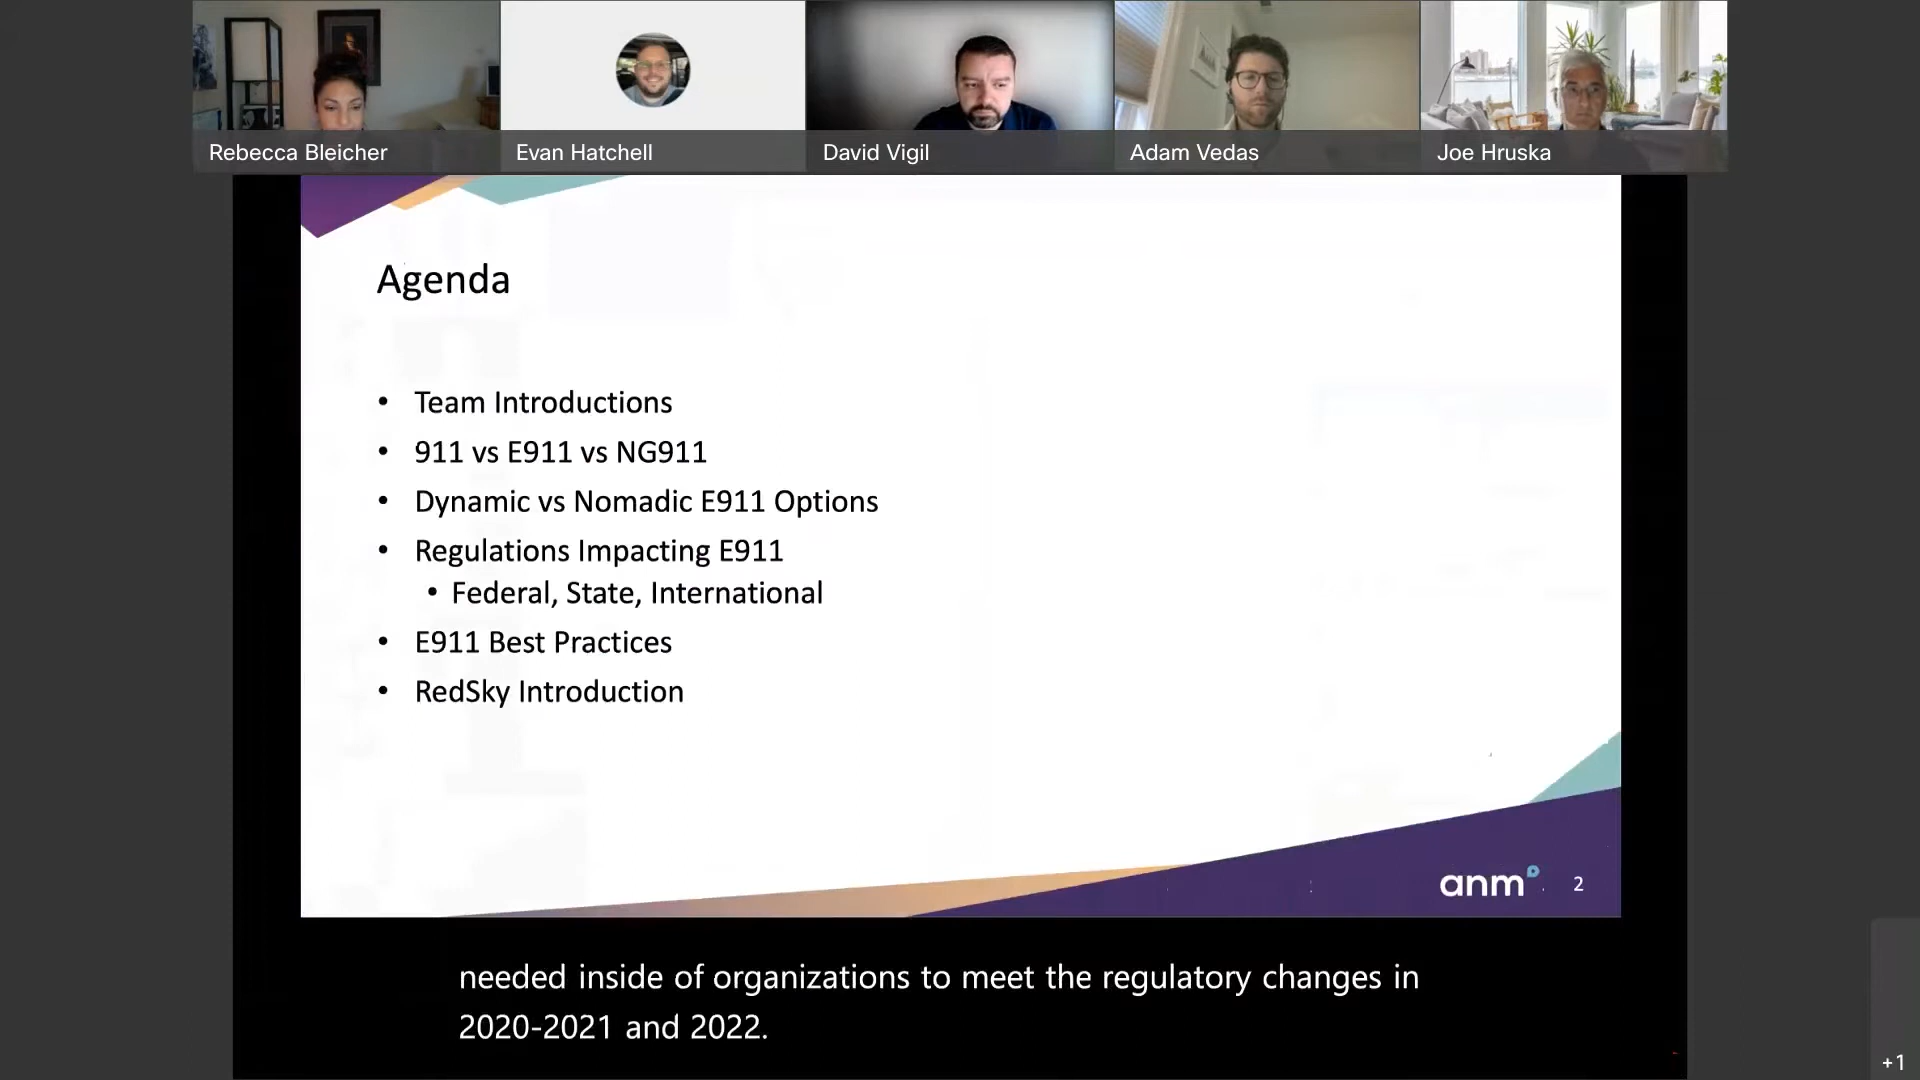 Rebecca Bleicher
Evan Hatchell
David Vigil
Adam Vedas
Joe Hruska
Agenda
• Team Introductions
• 911 vs E911 vs NG911
• Dynamic vs Nomadic E911 Options
• Regulations Impacting E911
• Federal, State, International
• E911 Best Practices
• RedSky Introduction
anm
2
needed inside of organizations to meet the regulatory changes in
2020-2021 and 2022.
+1